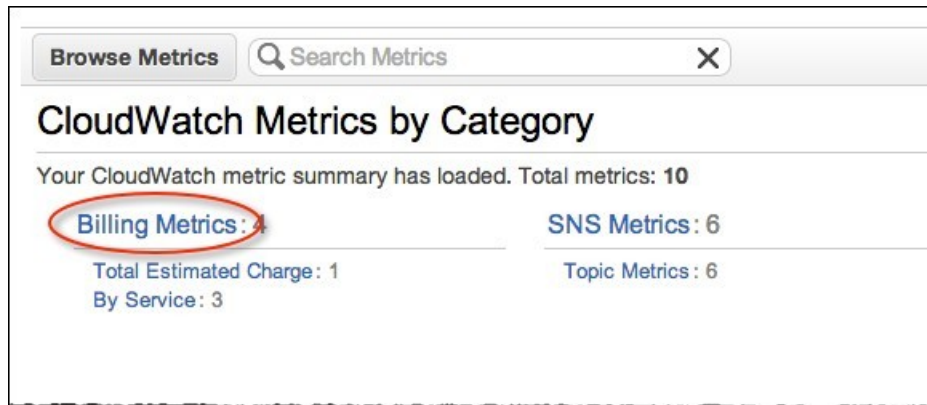 Browse Metrics Search Metrics X
CloudWatch Metrics by Category
Your CloudWatch metric summary has loaded. Total metrics: 10
Billing Metrics: 4 SNS Metrics: 6
Total Estimated Charge: 1 Topic Metrics: 6
By Service: 3